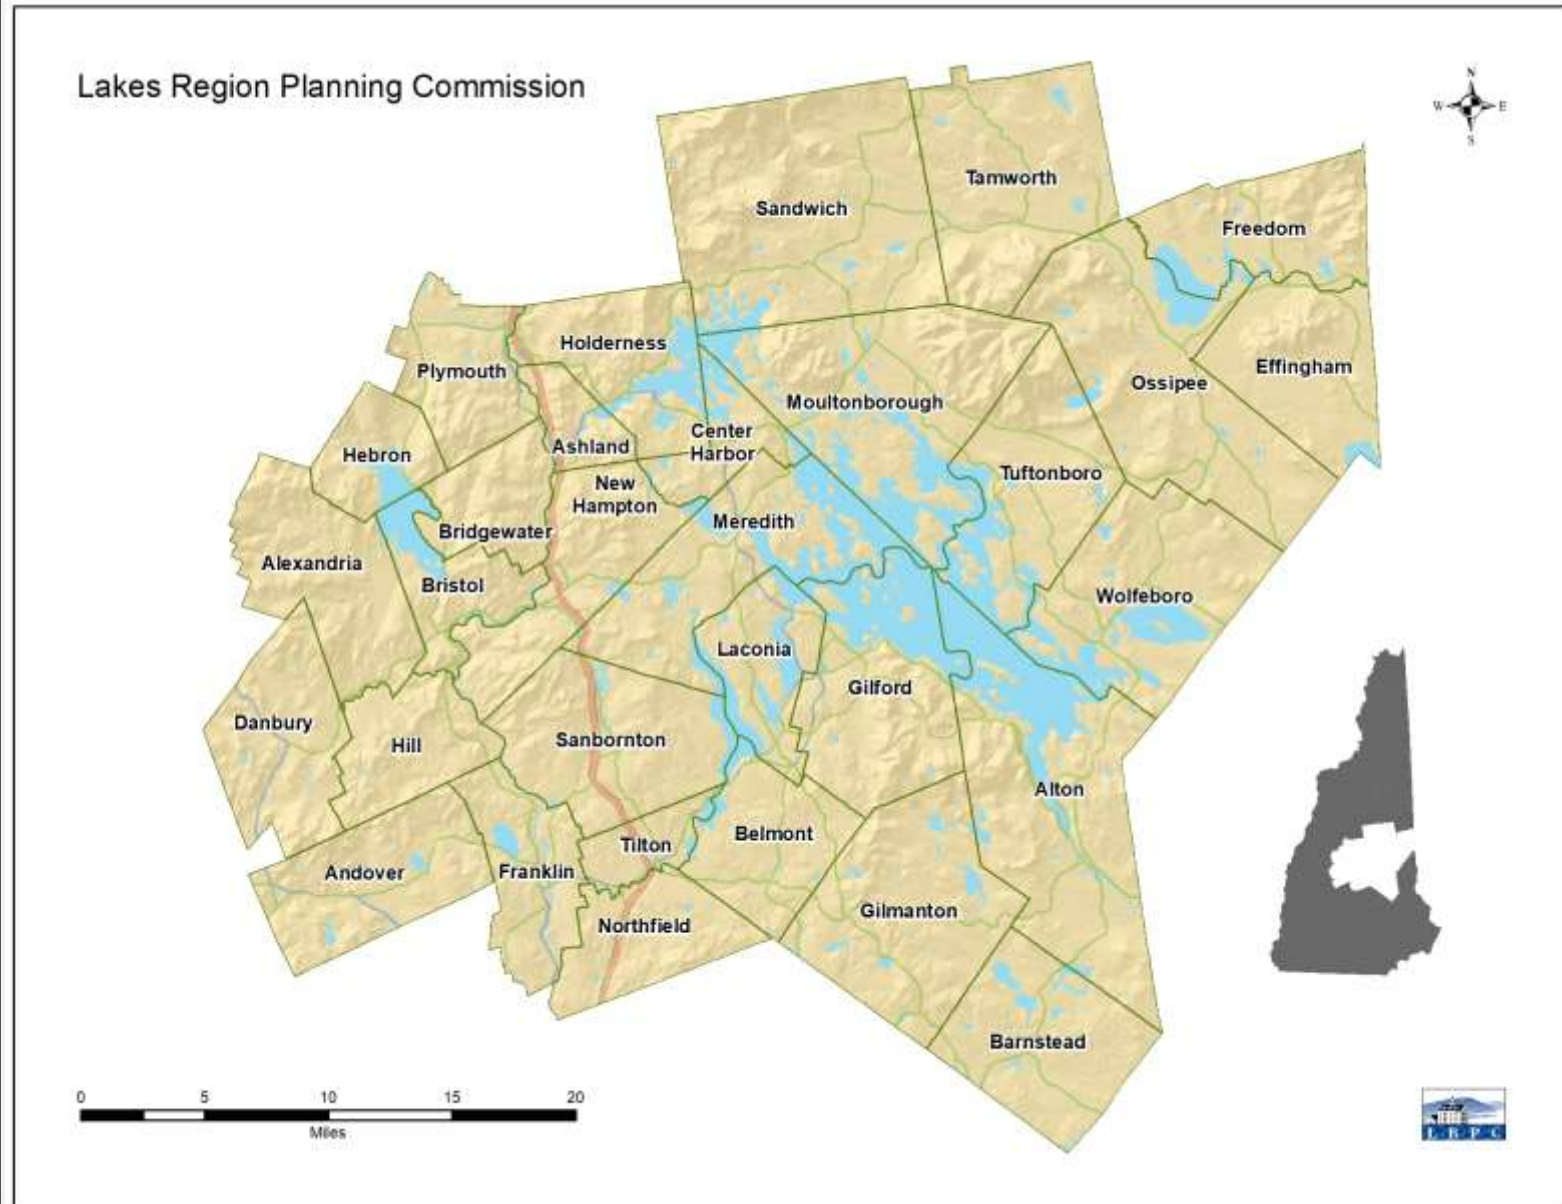 Lakes Region Planning Commission
N
W E
S
Tamworth
Sandwich
Freedom
Holderness
Plymouth
Effingham
Ossipee
Moultonborough
Center
Harbor
Ashland
Hebron
Tuftonboro
New
Hampton
Meredith
Bridgewater
Alexandria
Bristol
Wolfeboro
Laconia
Gilford
Danbury
Hill
Sanbornton
Alton
Belmont
Tilton
Andover
Franklin
Gilmanton
Northfield
Barnstead
0 5 10 15 20
Miles
L R P C